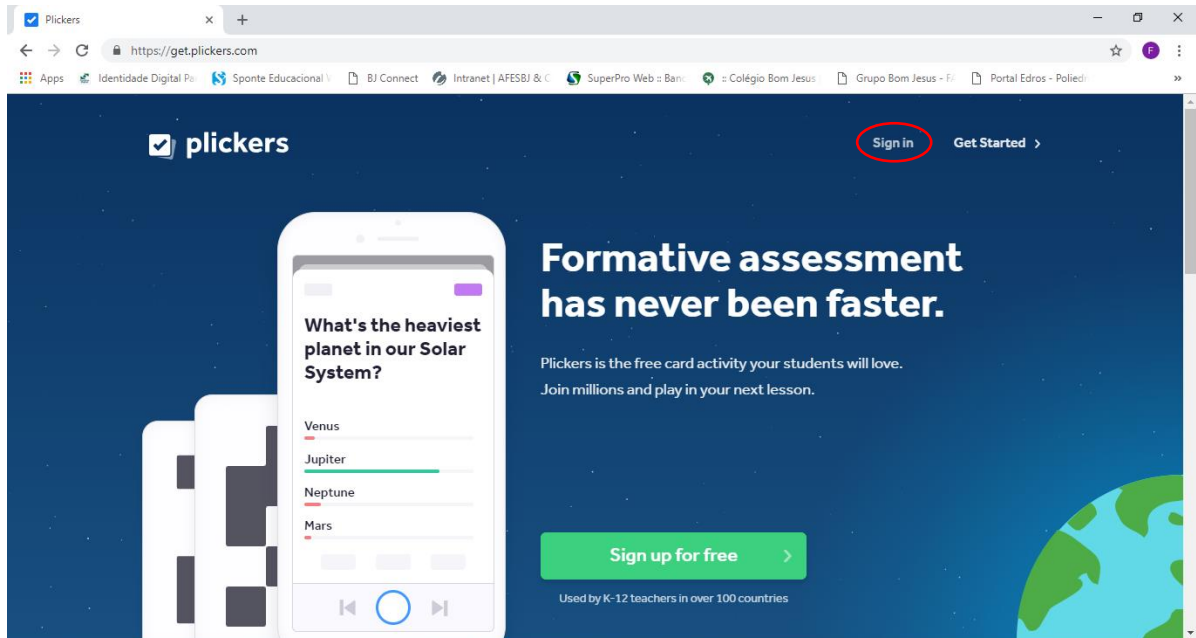 Plickers
https://get.plickers.com
F
Apps Identidade Digital Pa Sponte Educacional BJ Connect Intranet | AFESBJ & C SuperPro Web :: Banc :: Colégio Bom Jesus Grupo Bom Jesus - F Portal Edros - Poliedr »
plickers
Sign in
Get Started >
Formative assessment
has never been faster.
Plickers is the free card activity your students will love.
Join millions and play in your next lesson.
What's the heaviest
planet in our Solar
System?
Venus
Jupiter
Neptune
Mars
Sign up for free >
Used by K-12 teachers in over 100 countries